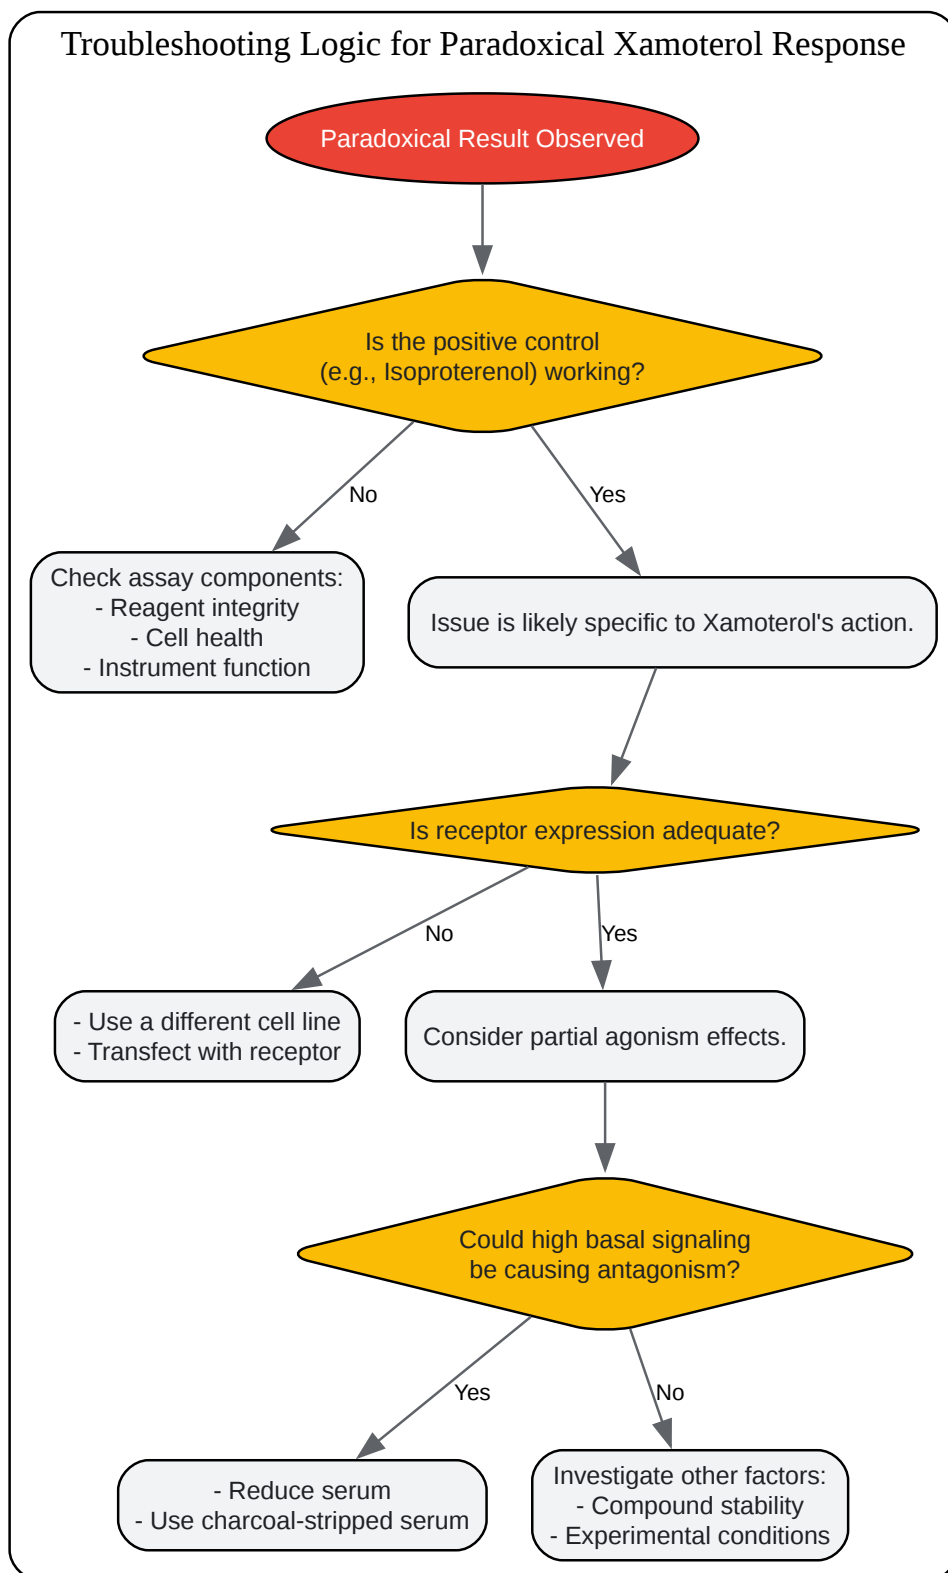 Troubleshooting Logic for Paradoxical Xamoterol Response
Paradoxical Result Observed
Is the positive control
(e.g., Isoproterenol) working?
No
Yes
Check assay components:
- Reagent integrity
- Cell health
- Instrument function
Issue is likely specific to Xamoterol's action.
Is receptor expression adequate?
No
Yes
- Use a different cell line
- Transfect with receptor
Consider partial agonism effects.
Could high basal signaling
be causing antagonism?
Yes
No
- Reduce serum
- Use charcoal-stripped serum
Investigate other factors:
- Compound stability
- Experimental conditions